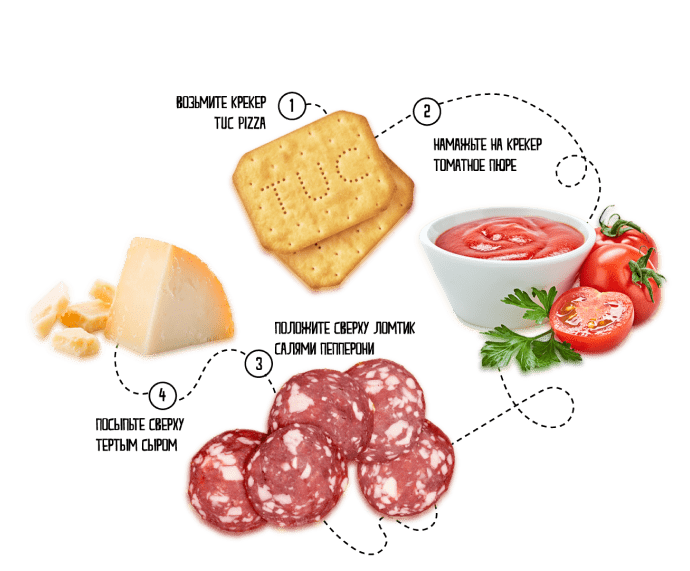 ВОЗЬМИТЕ КРЕКЕР
TUC PIZZA
1
TUC
2
НАМАЖЬТЕ НА КРЕКЕР
ТОМАТНОЕ ПЮРЕ
3
ПОЛОЖИТЕ СВЕРХУ ЛОМТИК
САЛЯМИ ПЕППЕРОНИ
4
ПОСЫПЬТЕ СВЕРХУ
ТЕРТЫМ СЫРОМ